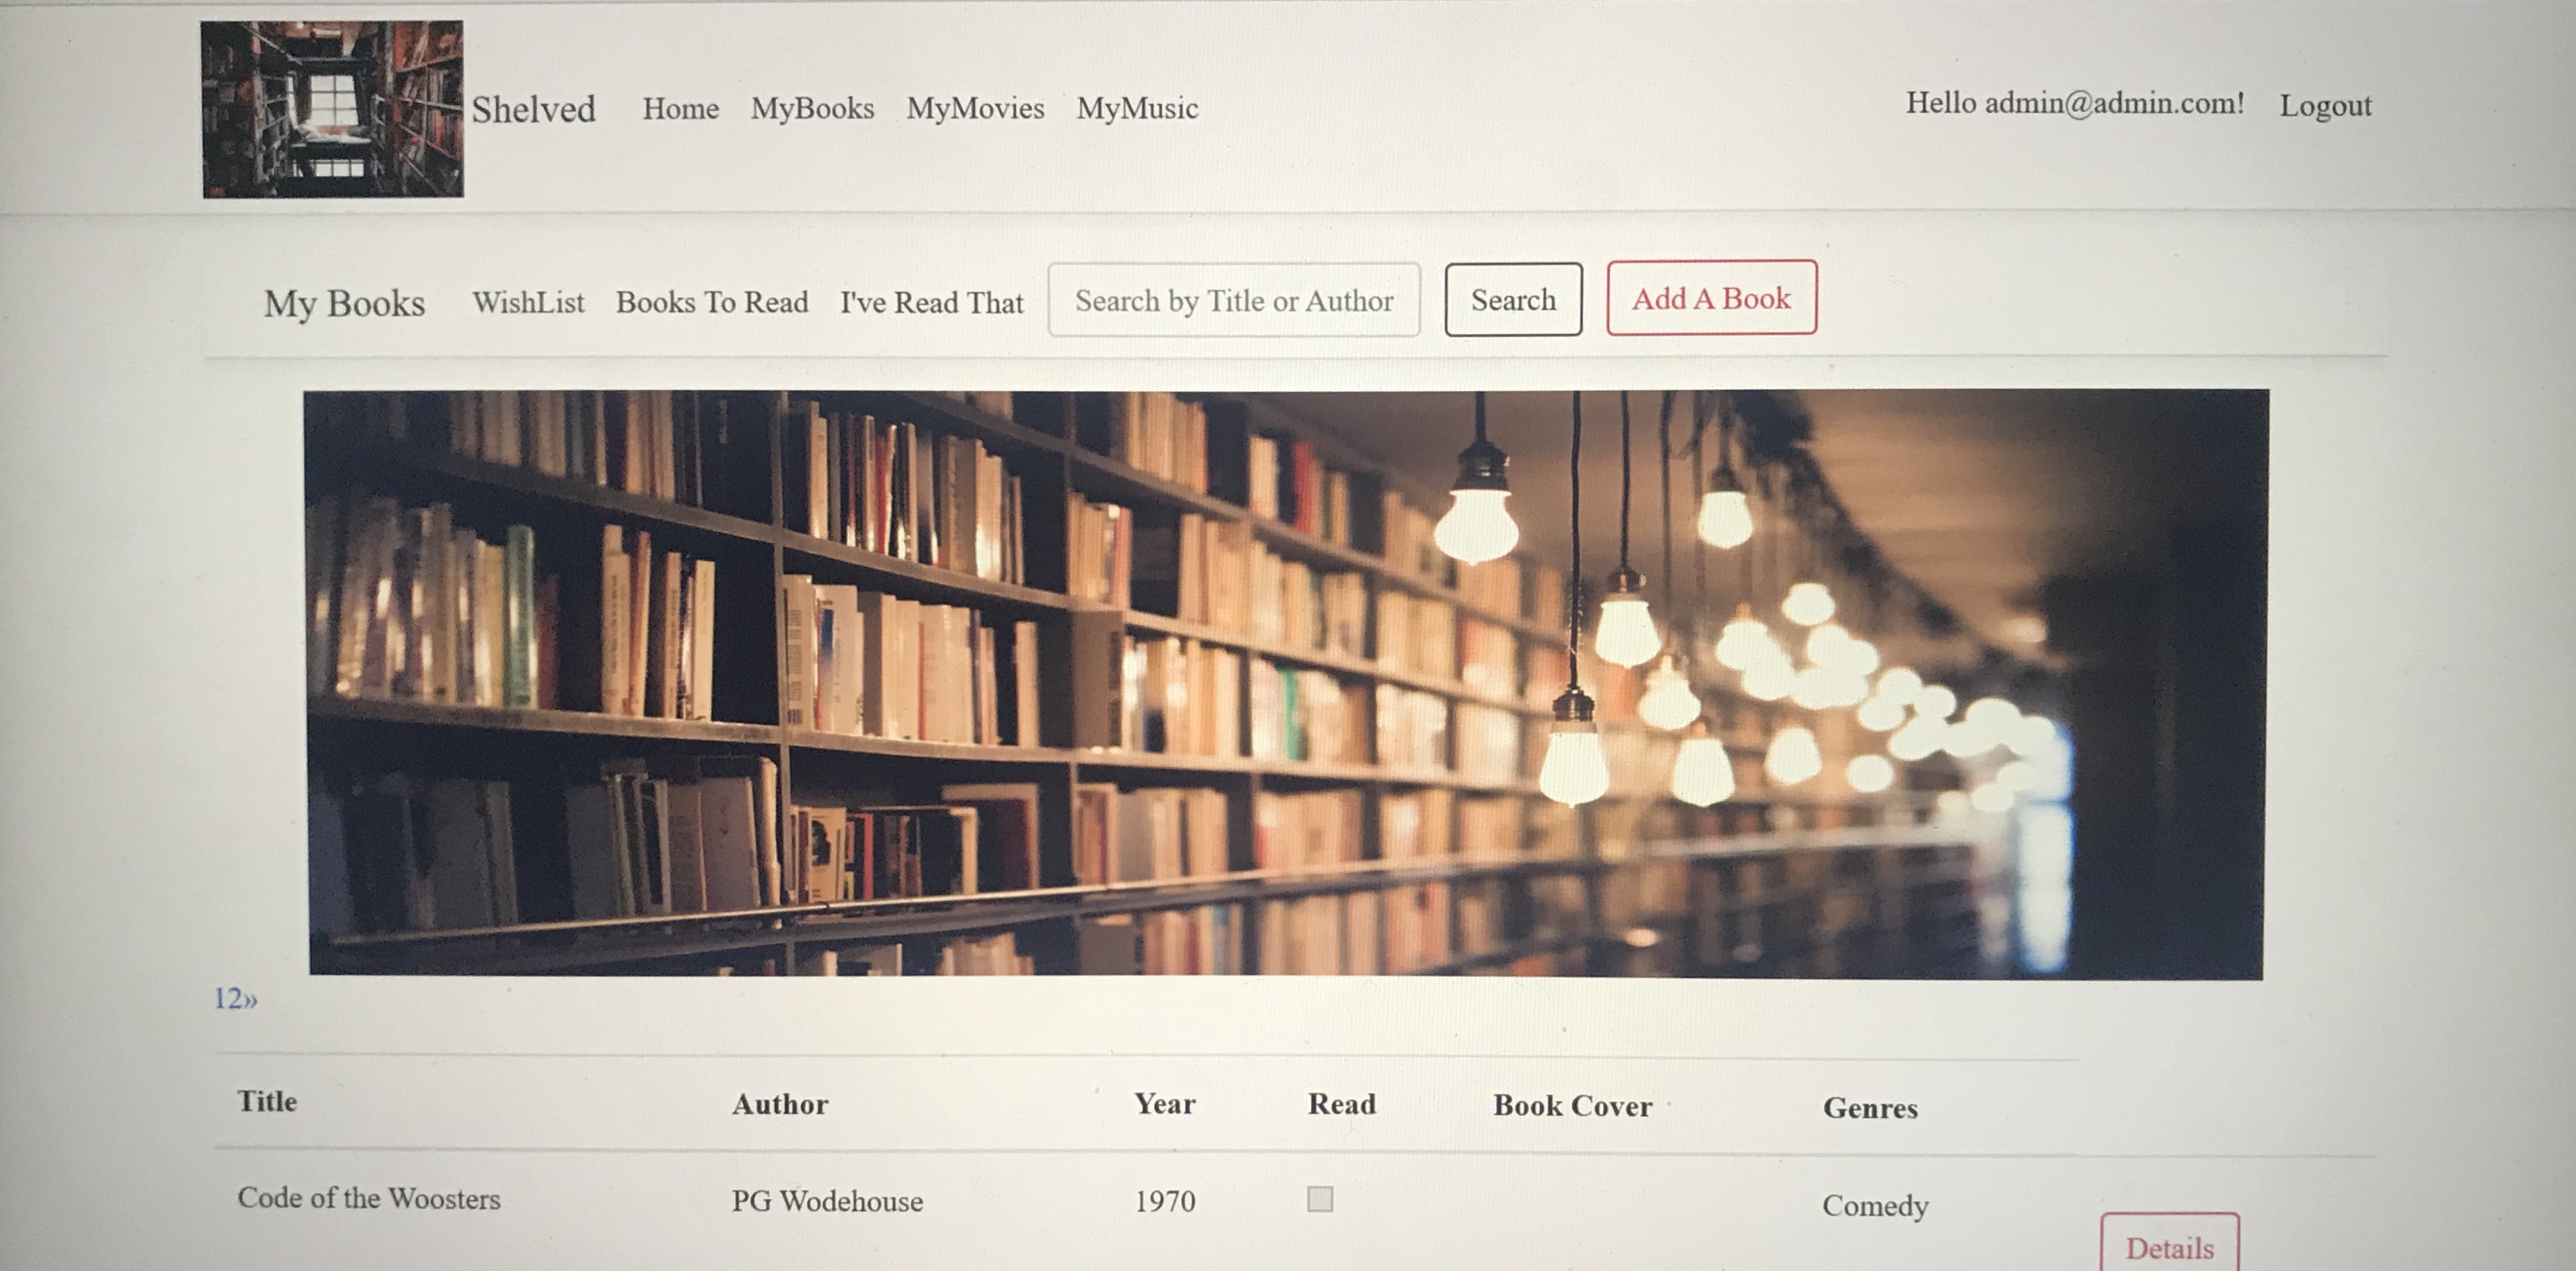 Shelved Home MyBooks MyMovies MyMusic Hello admin@admin.com! Logout
My Books WishList Books To Read I've Read That Search by Title or Author Search Add A Book
12»
Title Author Year Read Book Cover Genres
Code of the Woosters PG Wodehouse 1970 Comedy
Details